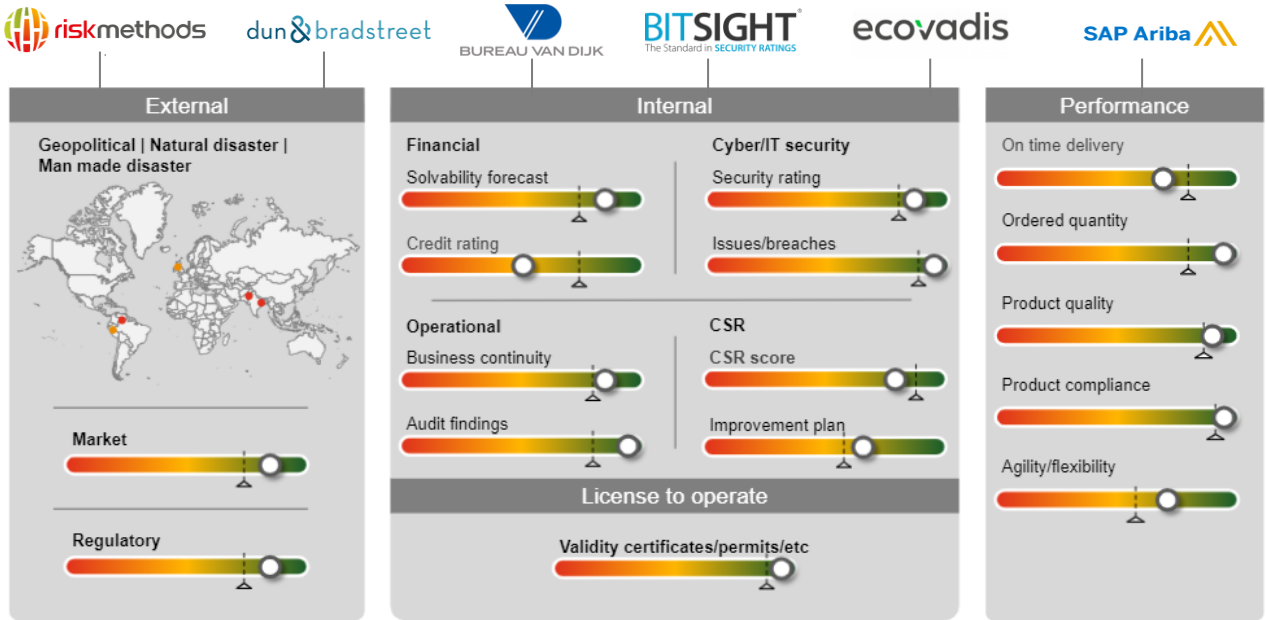 riskmethods
dun & bradstreet
BUREAU VAN DIJK
BITSIGHT®
The Standard in SECURITY RATINGS
ecovadis
SAP Ariba
External
Geopolitical | Natural disaster |
Man made disaster
Market
Regulatory
Internal
Financial
Solvability forecast
Credit rating
Cyber/IT security
Security rating
Issues/breaches
Operational
Business continuity
Audit findings
CSR
CSR score
Improvement plan
License to operate
Validity certificates/permits/etc
Performance
On time delivery
Ordered quantity
Product quality
Product compliance
Agility/flexibility